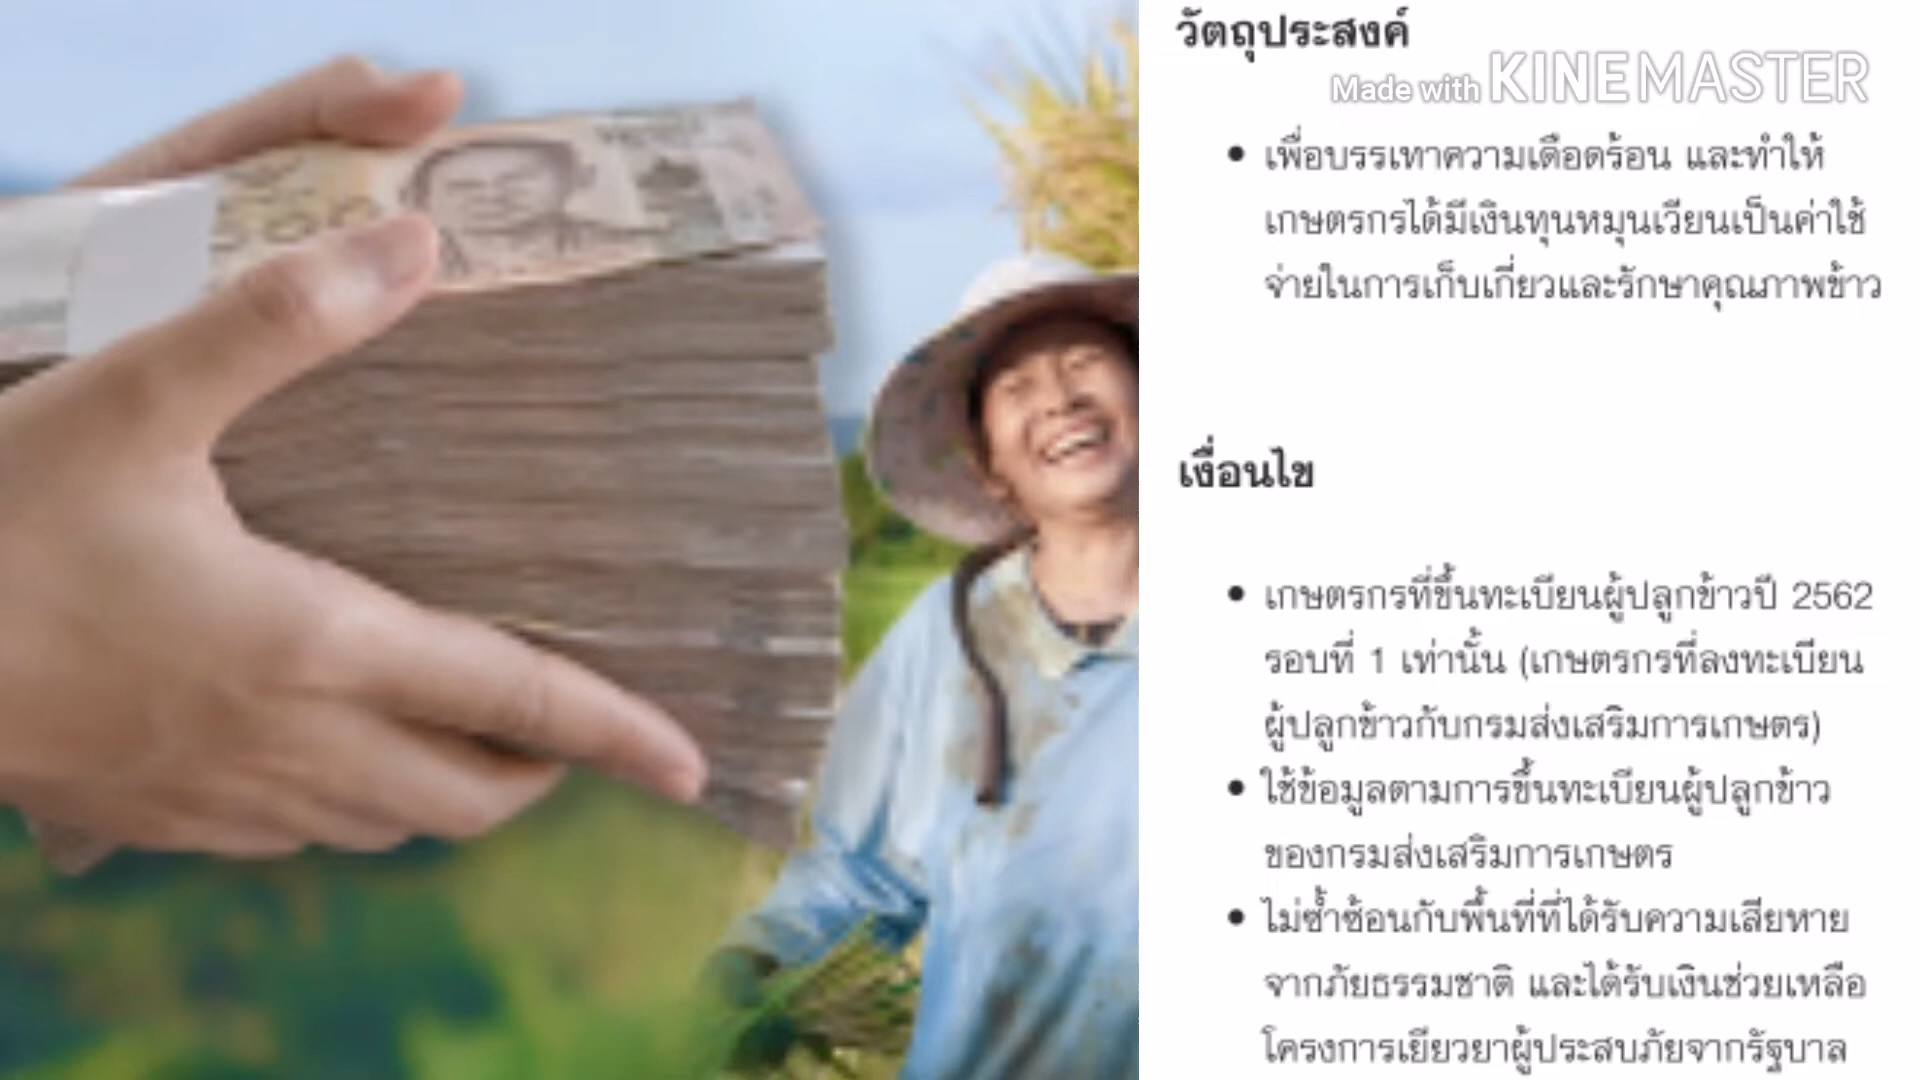 วัตถุประสงค์
Made with KINEMASTER
เพื่อบรรเทาความเดือดร้อน และทำให้
เกษตรกรได้มีเงินทุนหมุนเวียนเป็นค่าใช้
จ่ายในการเก็บเกี่ยวและรักษาคุณภาพข้าว
เงื่อนไข
เกษตรกรที่ขึ้นทะเบียนผู้ปลูกข้าวปี 2562
รอบที่ 1 เท่านั้น (เกษตรกรที่ลงทะเบียน
ผู้ปลูกข้าวกับกรมส่งเสริมการเกษตร)
ใช้ข้อมูลตามการขึ้นทะเบียนผู้ปลูกข้าว
ของกรมส่งเสริมการเกษตร
ไม่ซ้ำซ้อนกับพื้นที่ที่ได้รับความเสียหาย
จากภัยธรรมชาติ และได้รับเงินช่วยเหลือ
โครงการเยียวยาผู้ประสบภัยจากรัฐบาล